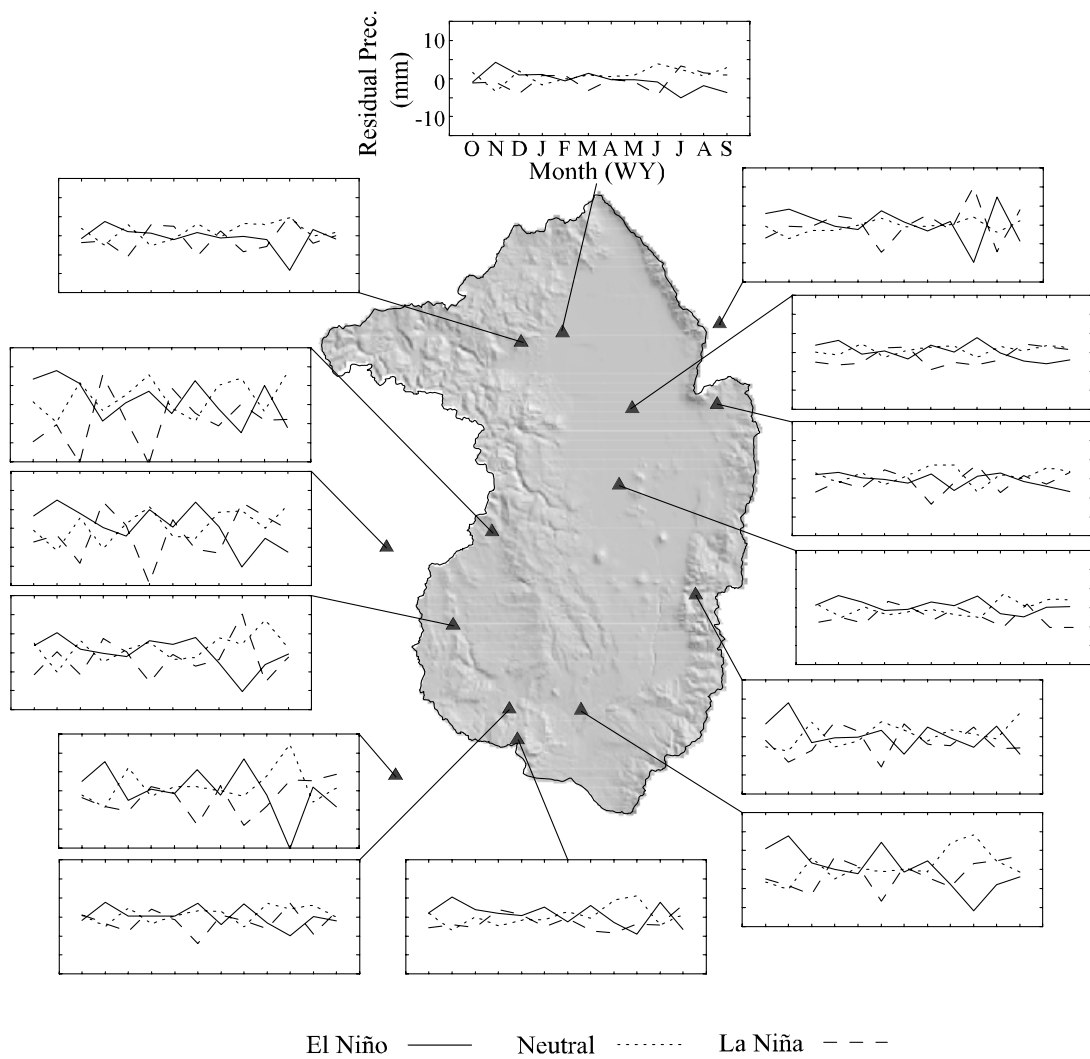 Residual Prec.
(mm)
10
0
-10
O N D J F M A M J J A S
Month (WY)
El Niño Neutral La Niña